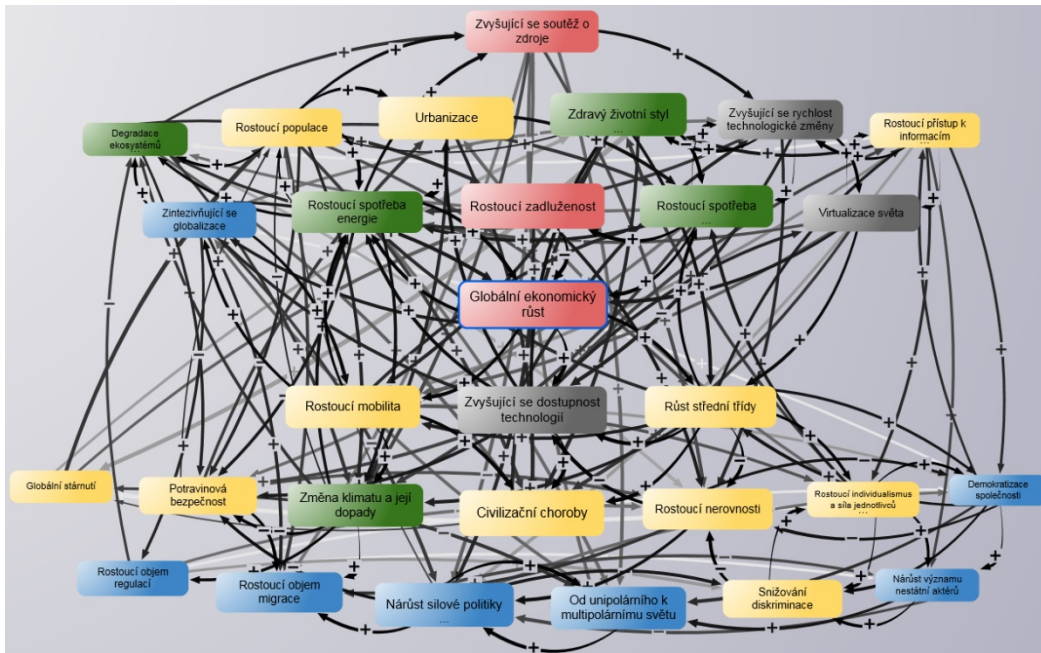 Zvyšující se soutěž o
zdroje
Degradace
ekosystémů
...
Rostoucí populace
Urbanizace
Zdravý životní styl
...
Zvyšující se rychlost
technologické změny
Rostoucí přístup k
informacím
...
Zintezivňující se
globalizace
Rostoucí spotřeba
energie
Rostoucí zadluženost
Rostoucí spotřeba
...
Virtualizace světa
Globální ekonomický
růst
Rostoucí mobilita
Zvyšující se dostupnost
technologií
Růst střední třídy
Globální stárnutí
Potravinová
bezpečnost
Změna klimatu a její
dopady
Civilizační choroby
Rostoucí nerovnosti
Rostoucí individualismus
a síla jednotlivců
Demokratizace
společnosti
Rostoucí objem
regulací
Rostoucí objem
migrace
Nárůst silové politiky
...
Od unipolárního k
multipolárnímu světu
Snižování
diskriminace
Nárůst významu
nestátní aktérů